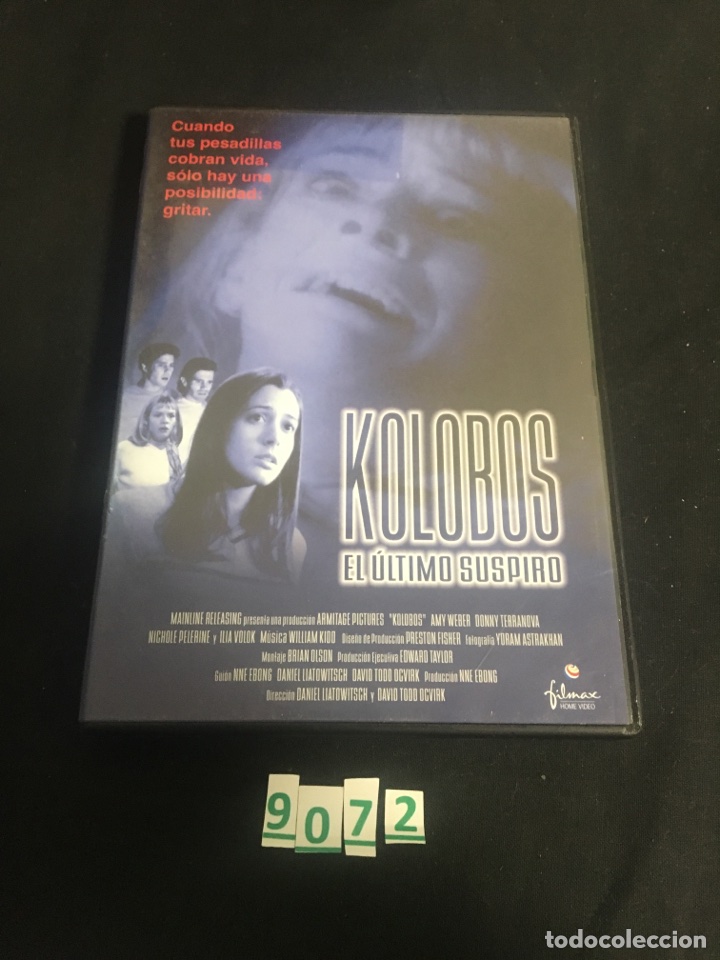 Cuando
tus pesadillas
cobran vida,
sólo hay una
posibilidad:
gritar.
KOLOBOS
EL ÚLTIMO SUSPIRO
MAINLINE RELEASING presenta una producción ARMITAGE PICTURES "KOLOBOS" AMY WEBER DONNY TERRANOVA
NICHOLE PELERINE y ILIA VOLOK Música WILLIAM KIDD Diseño de Producción PRESTON FISHER Fotografía YORAM ASTRAKHAN
Montaje BRIAN OLSON Producción Ejecutiva EDWARD TAYLOR
Guión NNE EBONG DANIEL LIATOWITSCH DAVID TODD OCVIRK Producción NNE EBONG
Dirección DANIEL LIATOWITSCH y DAVID TODD OCVIRK
filmax
HOME VIDEO
9072
todocoleccion